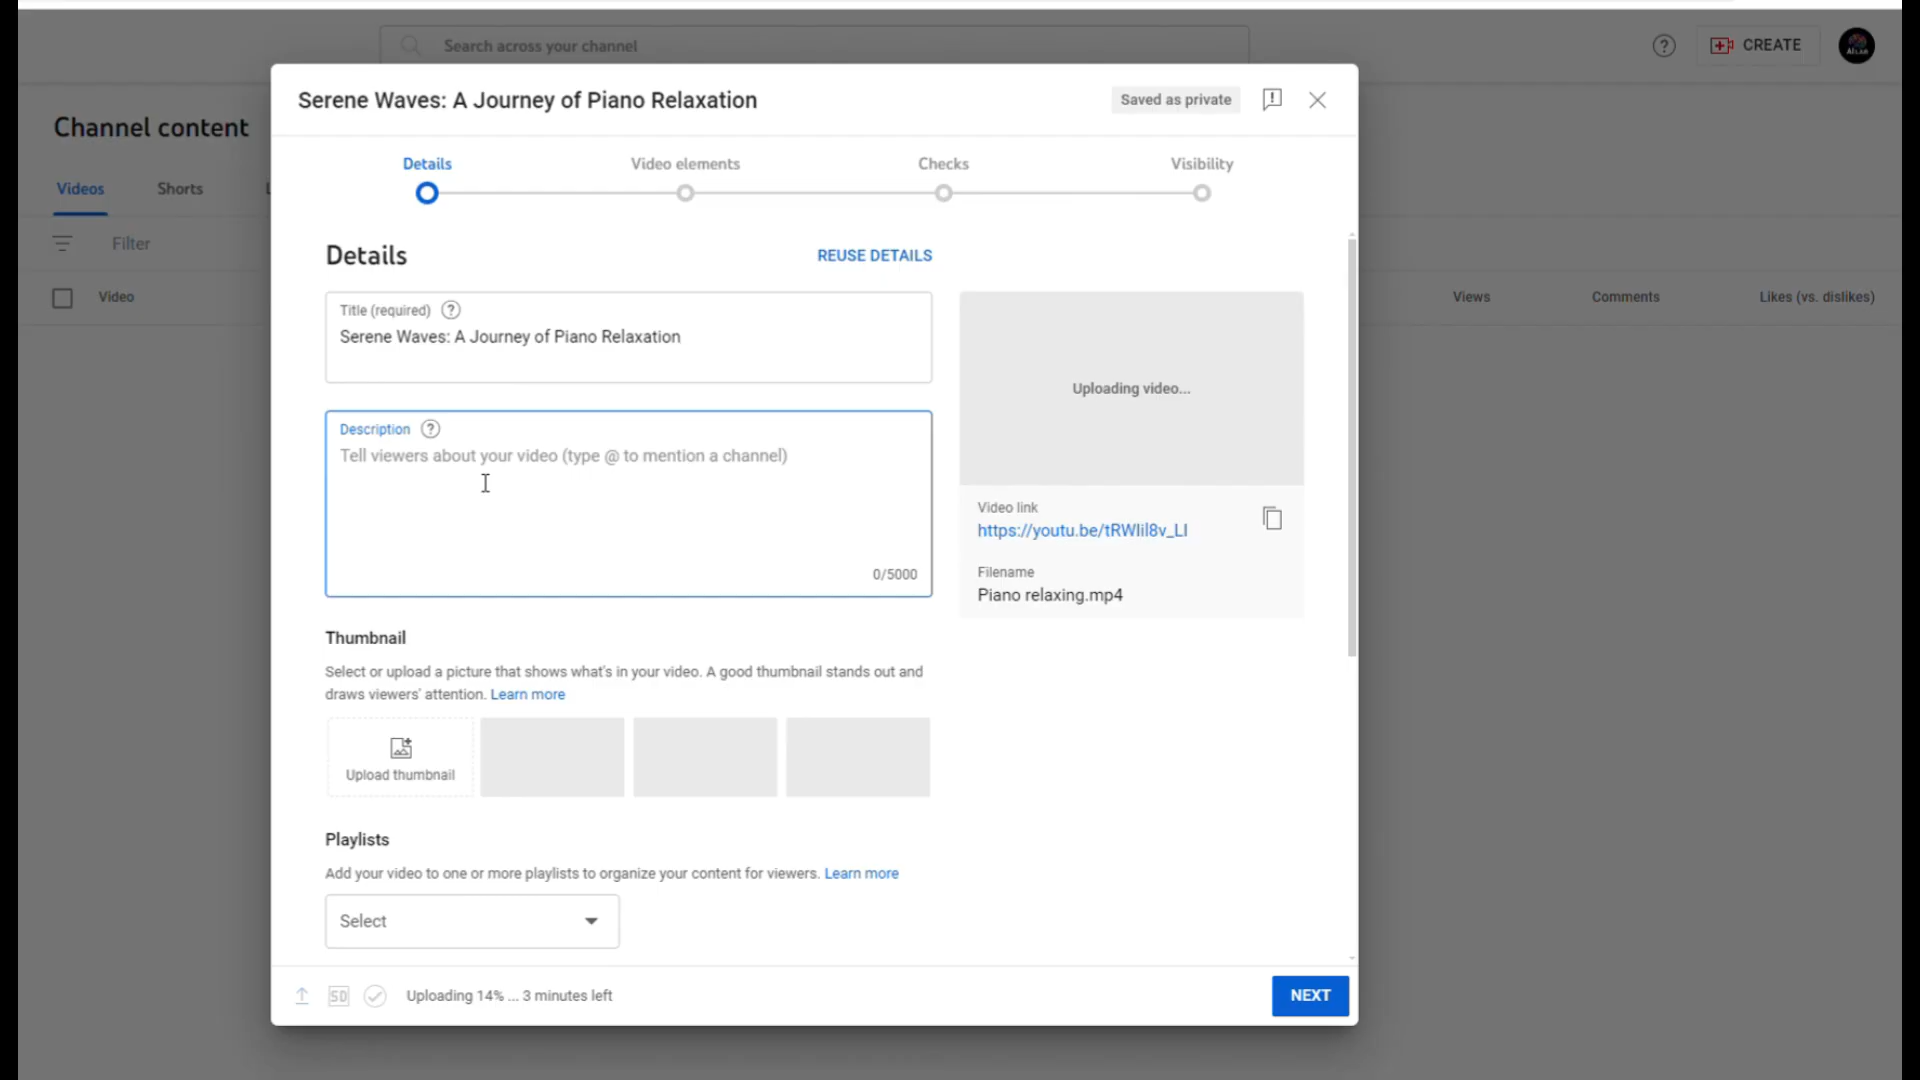 Search across your channel
CREATE
Channel content
Videos
Shorts
Filter
Video
Views
Comments
Likes (vs. dislikes)
Serene Waves: A Journey of Piano Relaxation
Saved as private
Details
Video elements
Checks
Visibility
Details
REUSE DETAILS
Title (required)
Serene Waves: A Journey of Piano Relaxation
Description
Tell viewers about your video (type @ to mention a channel)
0/5000
Uploading video...
Video link
https://youtu.be/tRWIil8v_LI
Filename
Piano relaxing.mp4
Thumbnail
Select or upload a picture that shows what's in your video. A good thumbnail stands out and
draws viewers' attention. Learn more
Upload thumbnail
Playlists
Add your video to one or more playlists to organize your content for viewers. Learn more
Select
SD
Uploading 14% ... 3 minutes left
NEXT